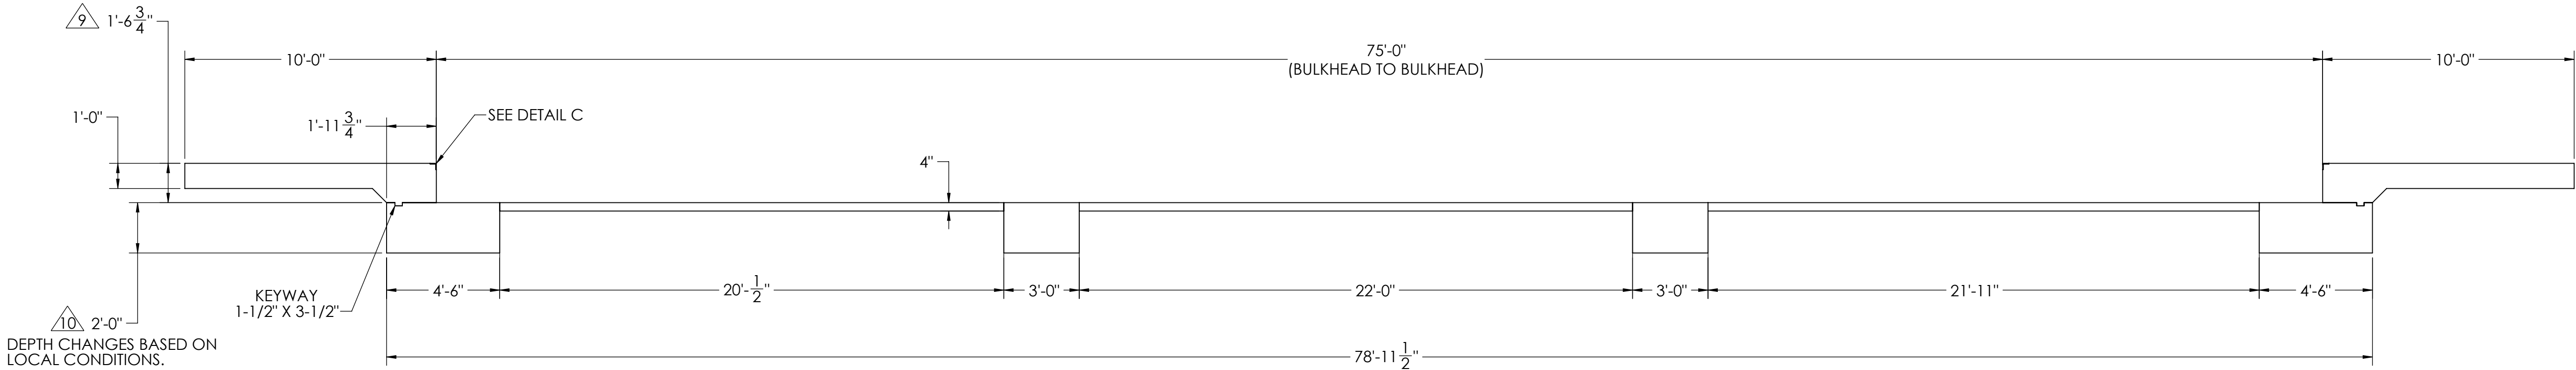 9 1'-6 3/4"
10'-0"
75'-0"
(BULKHEAD TO BULKHEAD)
10'-0"
1'-0"
1'-11 3/4"
SEE DETAIL C
4"
KEYWAY
1-1/2" X 3-1/2"
4'-6"
20'-1/2"
3'-0"
22'-0"
3'-0"
21'-11"
4'-6"
10 2'-0"
DEPTH CHANGES BASED ON
LOCAL CONDITIONS.
78'-11 1/2"